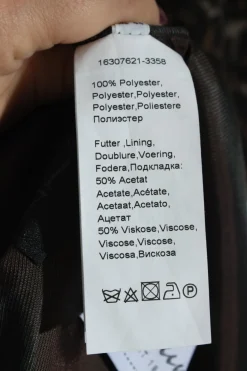 16307621-3358
100% Polyester,
Polyester,Polyester,
Polyester,Poliestere
Полиэстер
Futter ,Lining,
Doublure,Voering,
Fodera,Подкладка:
50% Acetat
Acetate,Acétate,
Acetaat,Acetato,
Ацетат
50% Viskose,Viscose,
Viscose,Viscose,
Viscosa,Вискоза